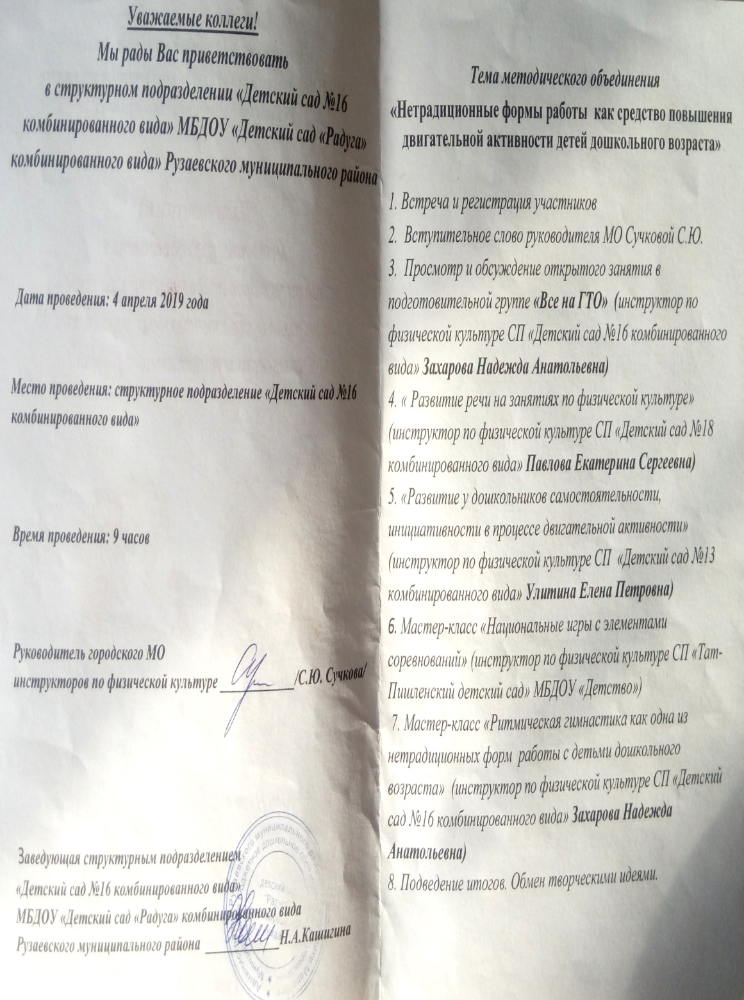 Уважаемые коллеги!
Мы рады Вас приветствовать
в структурном подразделении «Детский сад №16
комбинированного вида» МБДОУ «Детский сад «Радуга»
комбинированного вида» Рузаевского муниципального района
Дата проведения: 4 апреля 2019 года
Место проведения: структурное подразделение «Детский сад №16
комбинированного вида»
Время проведения: 9 часов
Руководитель городского МО
инструкторов по физической культуре ___________/С.Ю. Сучкова/
Заведующая структурным подразделением
«Детский сад №16 комбинированного вида»
МБДОУ «Детский сад «Радуга» комбинированного вида
Рузаевского муниципального района ___________Н.А.Кашигина
Тема методического объединения
«Нетрадиционные формы работы как средство повышения
двигательной активности детей дошкольного возраста»
1. Встреча и регистрация участников
2. Вступительное слово руководителя МО Сучковой С.Ю.
3. Просмотр и обсуждение открытого занятия в
подготовительной группе «Все на ГТО» (инструктор по
физической культуре СП «Детский сад №16 комбинированного
вида» Захарова Надежда Анатольевна)
4. « Развитие речи на занятиях по физической культуре»
(инструктор по физической культуре СП «Детский сад №18
комбинированного вида» Павлова Екатерина Сергеевна)
5. «Развитие у дошкольников самостоятельности,
инициативности в процессе двигательной активности»
(инструктор по физической культуре СП «Детский сад №13
комбинированного вида» Улитина Елена Петровна)
6. Мастер-класс «Национальные игры с элементами
соревнований» (инструктор по физической культуре СП «Тат-
Пишленский детский сад» МБДОУ «Детство»)
7. Мастер-класс «Ритмическая гимнастика как одна из
нетрадиционных форм работы с детьми дошкольного
возраста» (инструктор по физической культуре СП «Детский
сад №16 комбинированного вида» Захарова Надежда
Анатольевна)
8. Подведение итогов. Обмен творческими идеями.